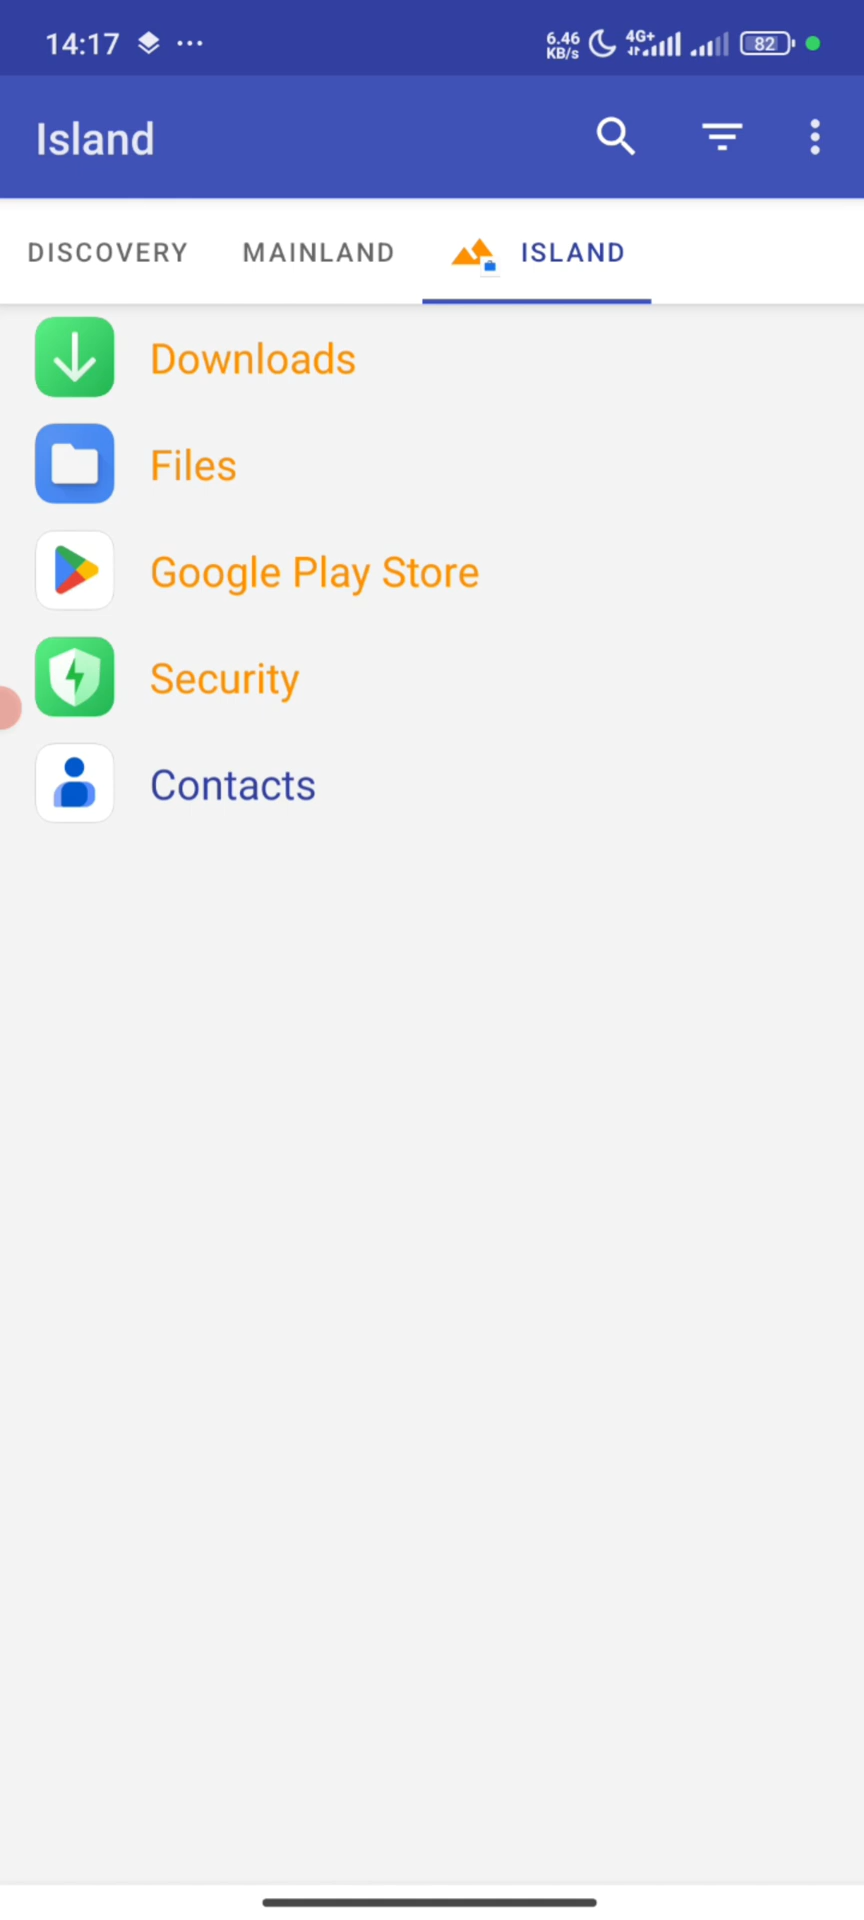 14:17 ... 6.46 KB/s 4G+ 82
Island
DISCOVERY MAINLAND ISLAND
Downloads
Files
Google Play Store
Security
Contacts